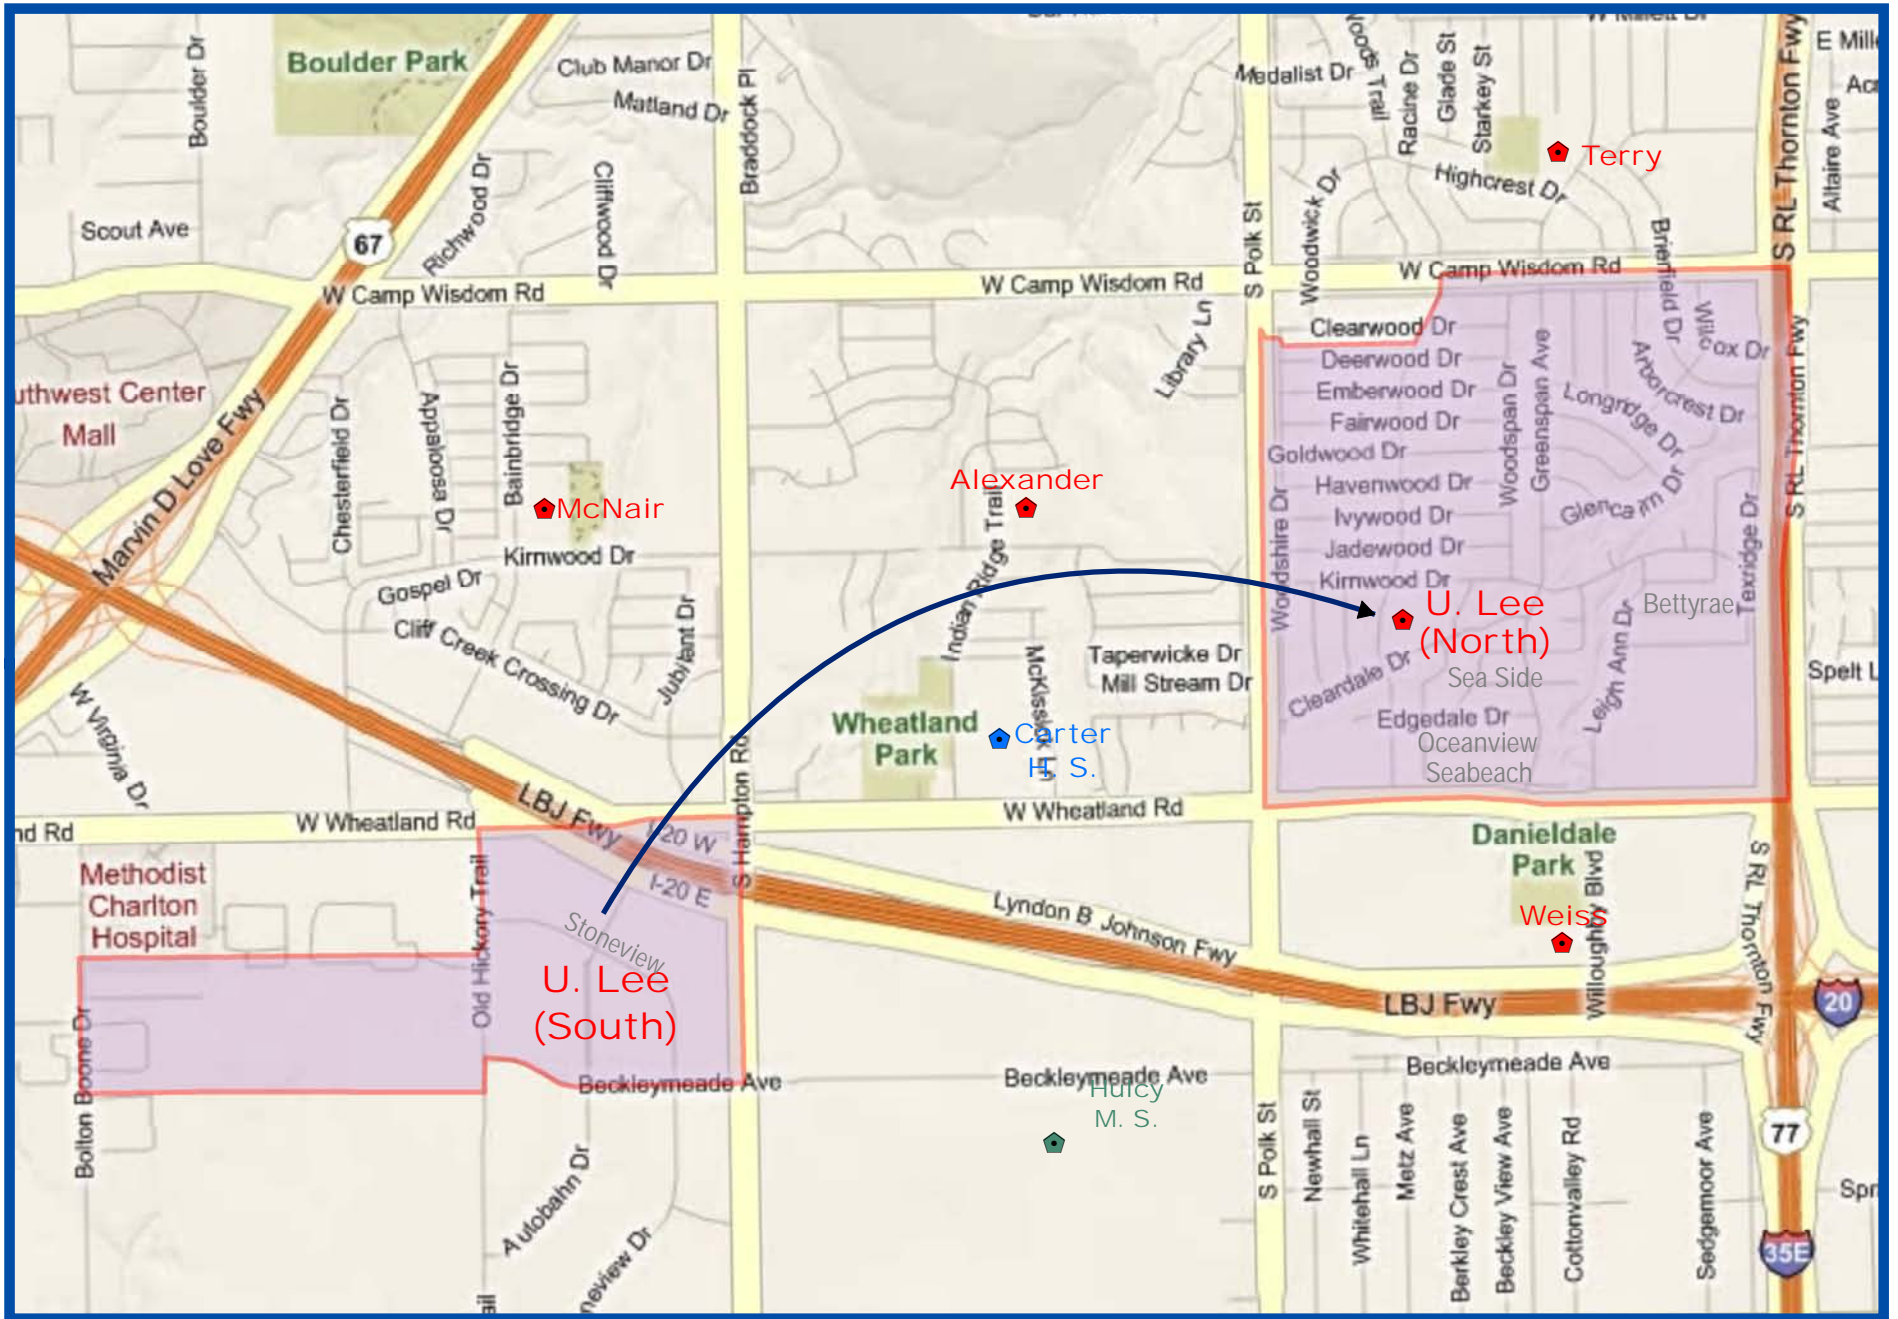 Boulder Park
Boulder Dr
Club Manor Dr
Matland Dr
Braddock Pl
Medalist Dr
Woods Trail
Racine Dr
Glade St
Starkey St
S RL Thornton Fwy
Altaire Ave
Terry
Highcrest Dr
Scout Ave
67
Richwood Dr
Cliffwood Dr
W Camp Wisdom Rd
W Camp Wisdom Rd
S Polk St
Woodwick Dr
W Camp Wisdom Rd
Brierfield Dr
Wilcox Dr
Clearwood Dr
Deerwood Dr
Emberwood Dr
Fairwood Dr
Goldwood Dr
Havenwood Dr
Ivywood Dr
Jadewood Dr
Kirnwood Dr
Woodspan Dr
Greenspan Ave
Arborcrest Dr
Longridge Dr
Glencairn Dr
S RL Thornton Fwy
Library Ln
uthwest Center
Mall
Marvin D Love Fwy
Chesterfield Dr
Appaloosa Dr
Bainbridge Dr
McNair
Alexander
Kirnwood Dr
Gospel Dr
Cliff Creek Crossing Dr
Jubilant Dr
Indian Ridge Trail
Woodshire Dr
U. Lee
(North)
Bettyrae
Texridge Dr
Leigh Ann Dr
Sea Side
Cleardale Dr
Edgedale Dr
Oceanview
Seabeach
Taperwicke Dr
Mill Stream Dr
McKissick Ln
Wheatland
Park
Carter
H. S.
W Virginia Dr
S Hampton Rd
LBJ Fwy
nd Rd
W Wheatland Rd
W Wheatland Rd
I-20 W
I-20 E
Methodist
Charlton
Hospital
Old Hickory Trail
Stoneview
U. Lee
(South)
Lyndon B Johnson Fwy
Danieldale
Park
Willoughby Blvd
Weiss
S RL Thornton Fwy
LBJ Fwy
20
Bolton Boone Dr
Beckleymeade Ave
Beckleymeade Ave
Beckleymeade Ave
Hulcy
M. S.
Autobahn Dr
neview Dr
ail
S Polk St
Newhall St
Whitehall Ln
Metz Ave
Berkley Crest Ave
Beckley View Ave
Cottonvalley Rd
Sedgemoor Ave
77
35E